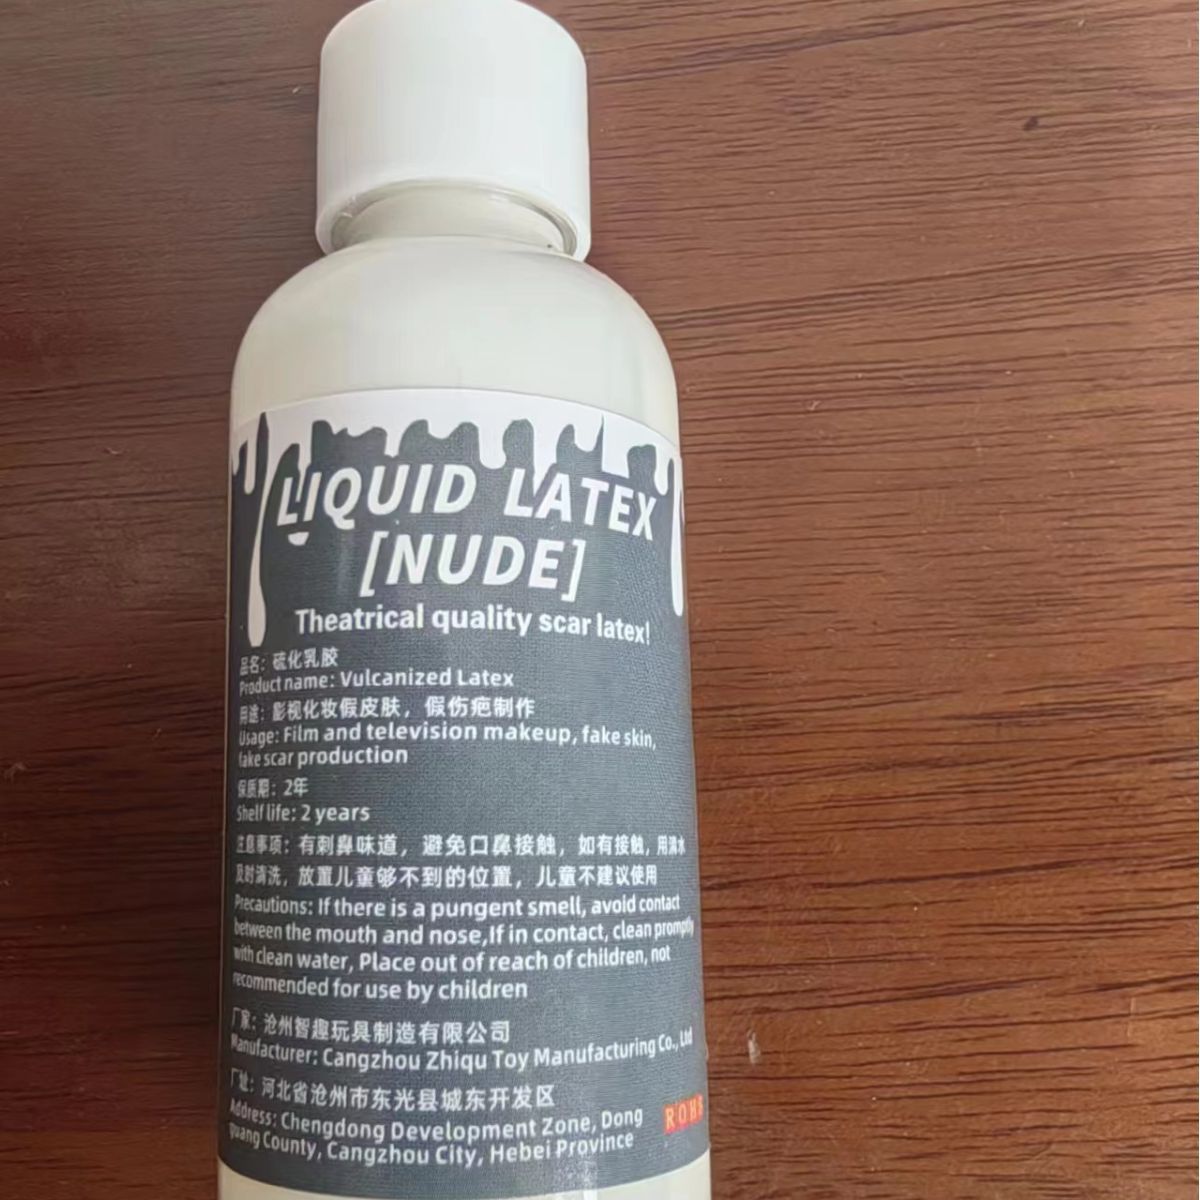 LIQUID LATEX
[NUDE]
Theatrical quality scar latex!
品名：硫化乳胶
Product name: Vulcanized Latex
用途：影视化妆假皮肤，假伤疤制作
Usage: Film and television makeup, fake skin,
fake scar production
保质期：2年
Shelf life: 2 years
注意事项：有刺鼻味道，避免口鼻接触，如有接触，用清水
及时清洗，放置儿童够不到的位置，儿童不建议使用
Precautions: If there is a pungent smell, avoid contact
between the mouth and nose,If in contact, clean promptly
with clean water, Place out of reach of children, not
recommended for use by children
厂家：沧州智趣玩具制造有限公司
Manufacturer: Cangzhou Zhiqu Toy Manufacturing Co., Ltd
厂址：河北省沧州市东光县城东开发区
Address: Chengdong Development Zone, Dong
guang County, Cangzhou City, Hebei Province
ROHS